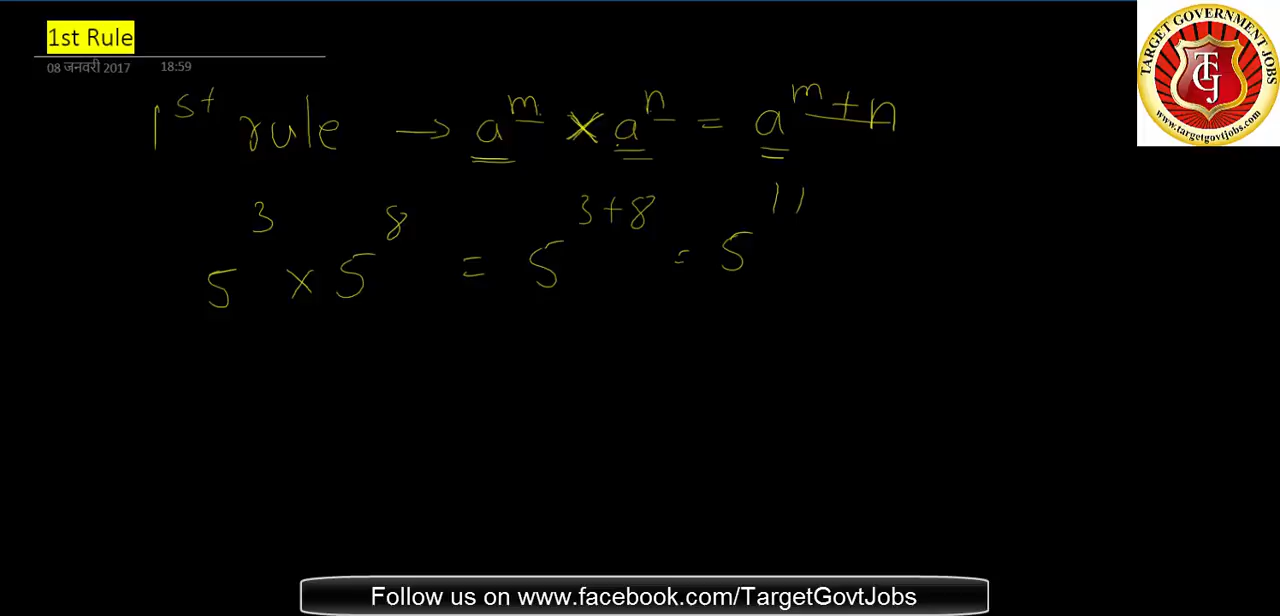 1st Rule
08 जनवरी 2017 18:59
1st rule → a^m × a^n = a^m+n
5^3 × 5^8 = 5^3+8 = 5^11
TARGET GOVERNMENT JOBS
TGJ
www.targetgovtjobs.com
Follow us on www.facebook.com/TargetGovtJobs